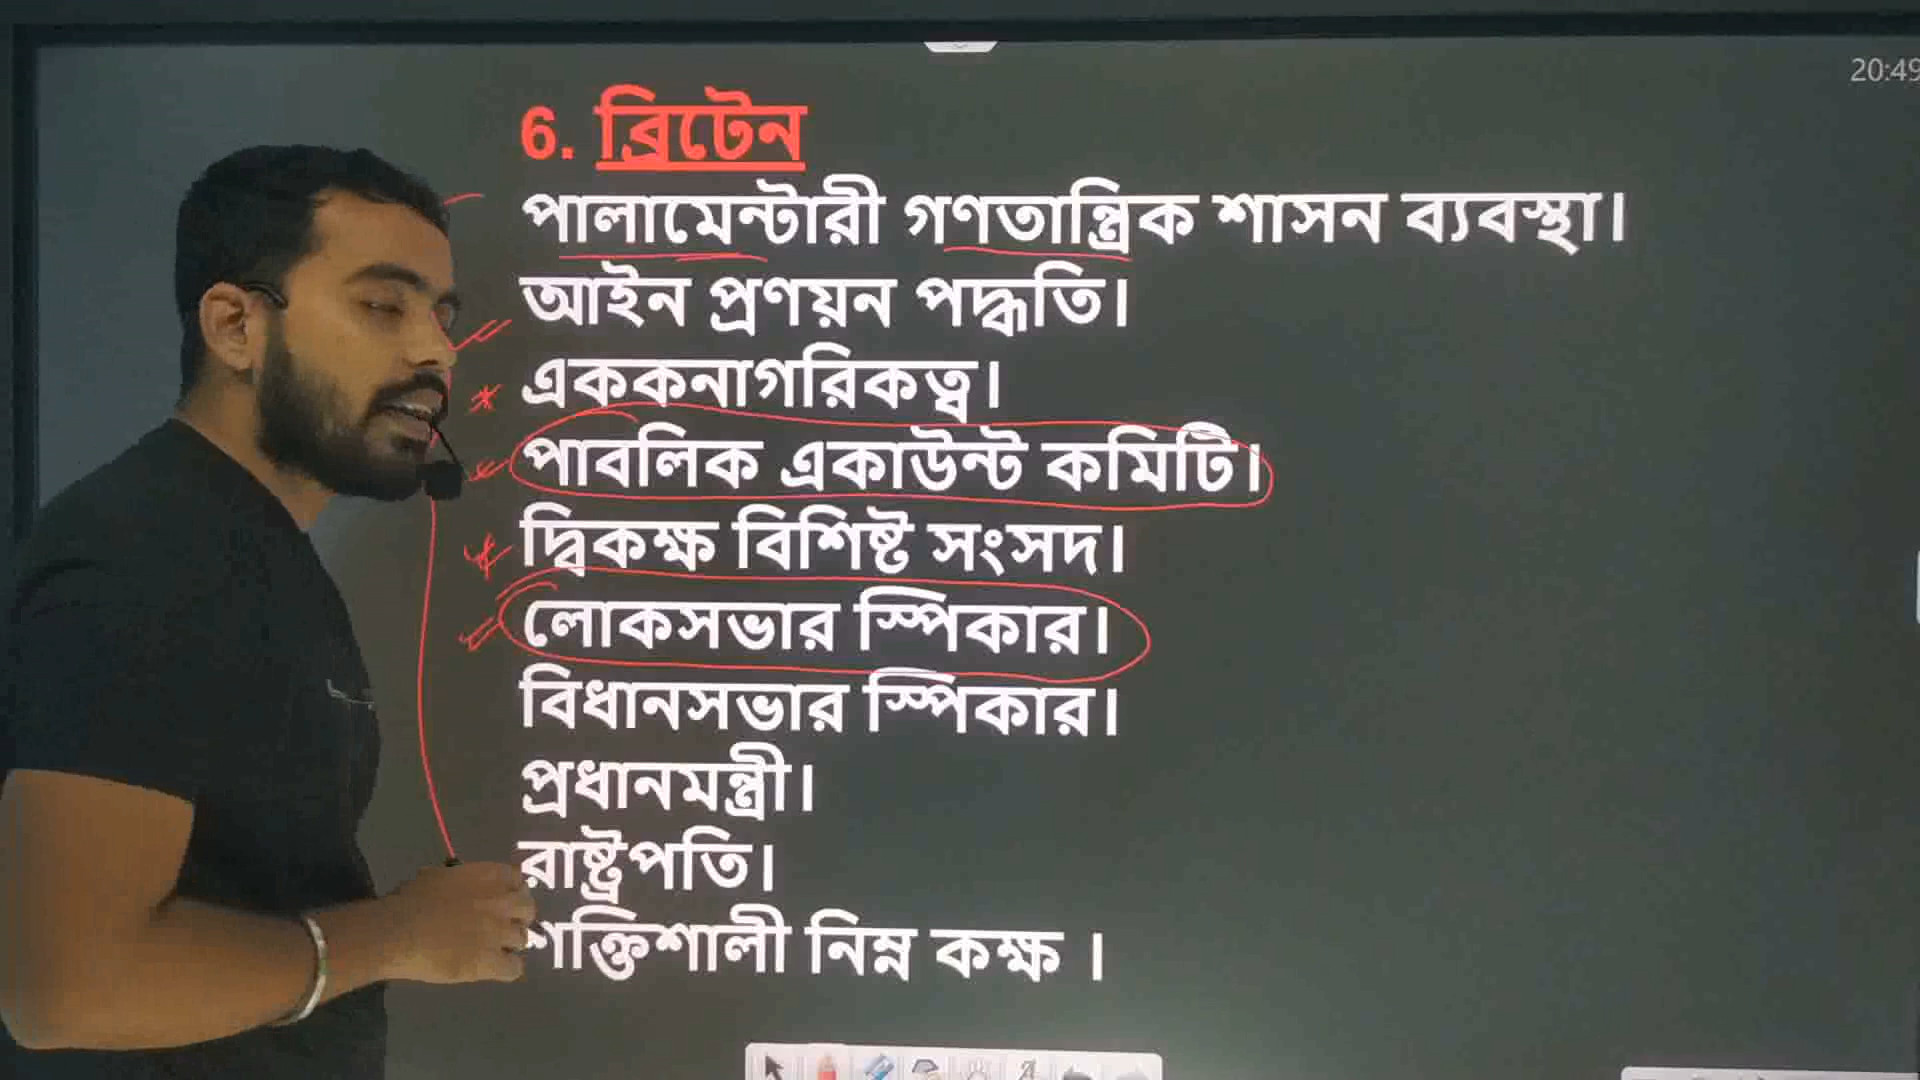 20:49
6. ব্রিটেন
পালামেন্টারী গণতান্ত্রিক শাসন ব্যবস্থা।
আইন প্রণয়ন পদ্ধতি।
এককনাগরিকত্ব।
পাবলিক একাউন্ট কমিটি।
দ্বিকক্ষ বিশিষ্ট সংসদ।
লোকসভার স্পিকার।
বিধানসভার স্পিকার।
প্রধানমন্ত্রী।
রাষ্ট্রপতি।
শক্তিশালী নিম্ন কক্ষ ।